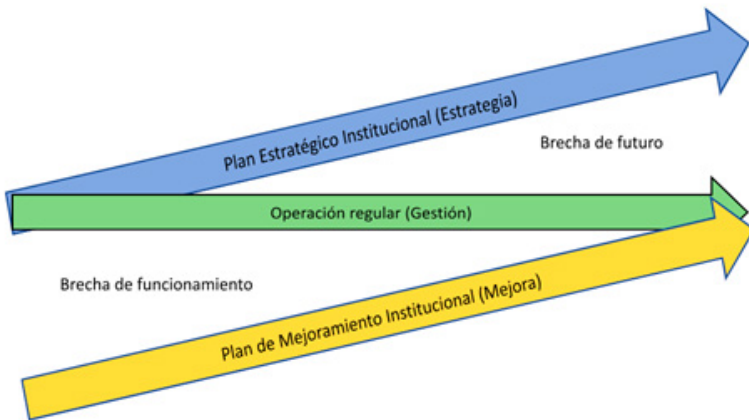 Plan Estratégico Institucional (Estrategia)
Brecha de futuro
Operación regular (Gestión)
Brecha de funcionamiento
Plan de Mejoramiento Institucional (Mejora)